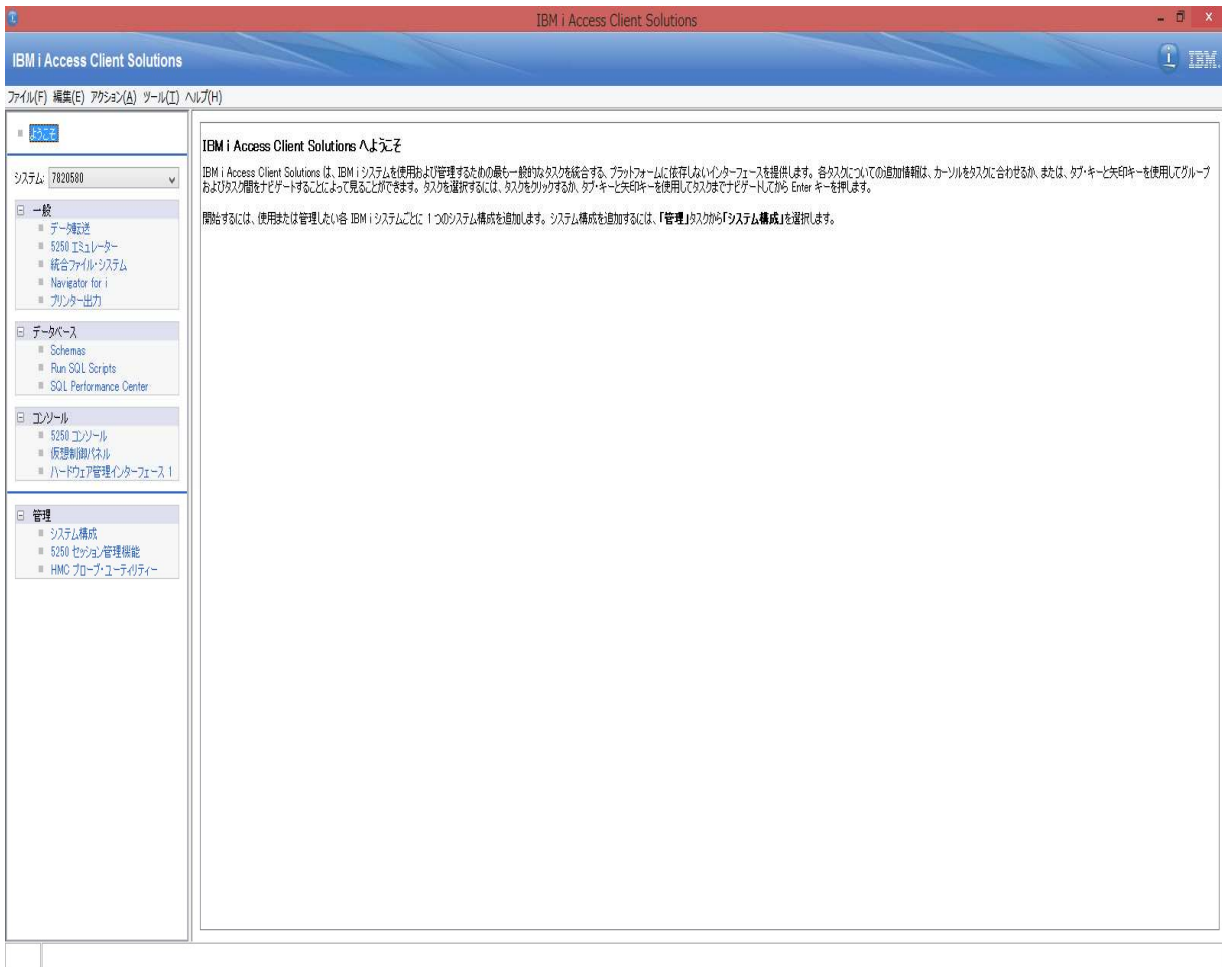 IBM i Access Client Solutions
IBM i Access Client Solutions
IBM.
ファイル(F) 編集(E) アクション(A) ツール(T) ヘルプ(H)
ようこそ
システム: 7820580
一般
データ転送
5250 エミュレーター
統合ファイル・システム
Navigator for i
プリンター出力
データベース
Schemas
Run SQL Scripts
SQL Performance Center
コンソール
5250 コンソール
仮想制御パネル
ハードウェア管理インターフェース 1
管理
システム構成
5250 セッション管理機能
HMC プローブ・ユーティリティー
IBM i Access Client Solutions へようこそ
IBM i Access Client Solutions は、IBM i システムを使用および管理するための最も一般的なタスクを統合する、プラットフォームに依存しないインターフェースを提供します。各タスクについての追加情報は、カーソルをタスクに合わせるか、または、タブ・キーと矢印キーを使用してグループ
およびタスク間をナビゲートすることによって見ることができます。タスクを選択するには、タスクをクリックするか、タブ・キーと矢印キーを使用してタスクまでナビゲートしてから Enter キーを押します。
開始するには、使用または管理したい各 IBM i システムごとに 1 つのシステム構成を追加します。システム構成を追加するには、「管理」タスクから「システム構成」を選択します。